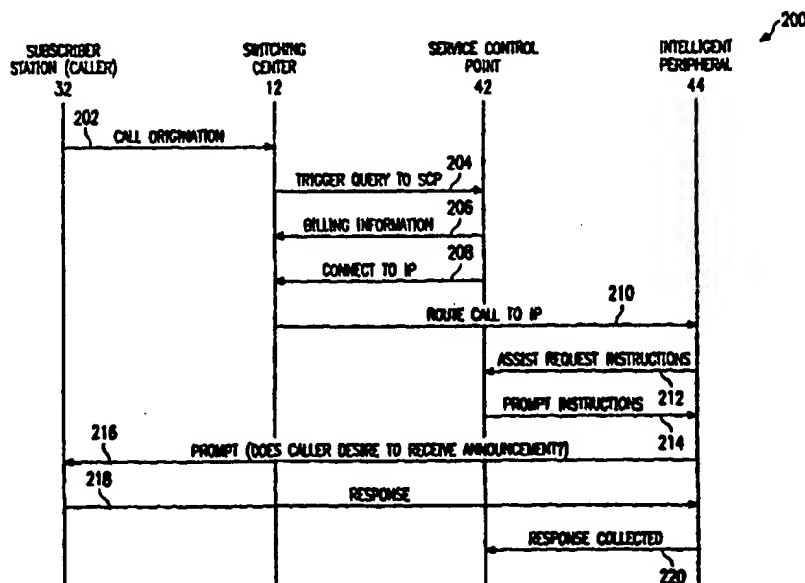 200
SUBSCRIBER
STATION (CALLER)
32
SWITCHING
CENTER
12
SERVICE CONTROL
POINT
42
INTELLIGENT
PERIPHERAL
44
202
CALL ORIGINATION
204
TRIGGER QUERY TO SCP
206
BILLING INFORMATION
208
CONNECT TO IP
210
ROUTE CALL TO IP
ASSIST REQUEST INSTRUCTIONS
212
PROMPT INSTRUCTIONS
214
216
PROMPT (DOES CALLER DESIRE TO RECEIVE ANNOUNCEMENT?)
218
RESPONSE
RESPONSE COLLECTED
220